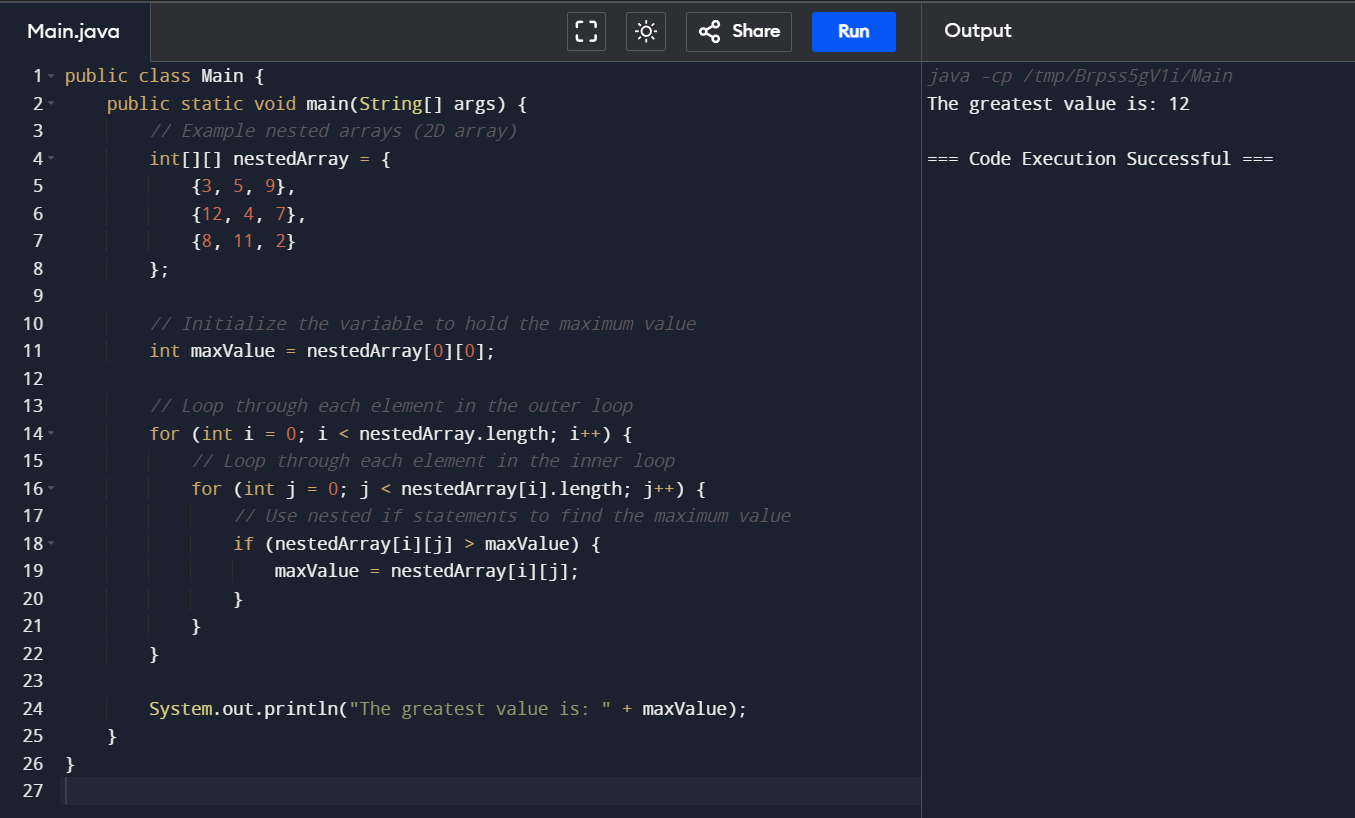 Main.java
Share
Run
Output
1 public class Main {
2     public static void main(String[] args) {
3         // Example nested arrays (2D array)
4         int[][] nestedArray = {
5             {3, 5, 9},
6             {12, 4, 7},
7             {8, 11, 2}
8         };
9
10         // Initialize the variable to hold the maximum value
11         int maxValue = nestedArray[0][0];
12
13         // Loop through each element in the outer loop
14         for (int i = 0; i < nestedArray.length; i++) {
15             // Loop through each element in the inner loop
16             for (int j = 0; j < nestedArray[i].length; j++) {
17                 // Use nested if statements to find the maximum value
18                 if (nestedArray[i][j] > maxValue) {
19                     maxValue = nestedArray[i][j];
20                 }
21             }
22         }
23
24         System.out.println("The greatest value is: " + maxValue);
25     }
26 }
27
java -cp /tmp/Brpss5gV1i/Main
The greatest value is: 12
=== Code Execution Successful ===